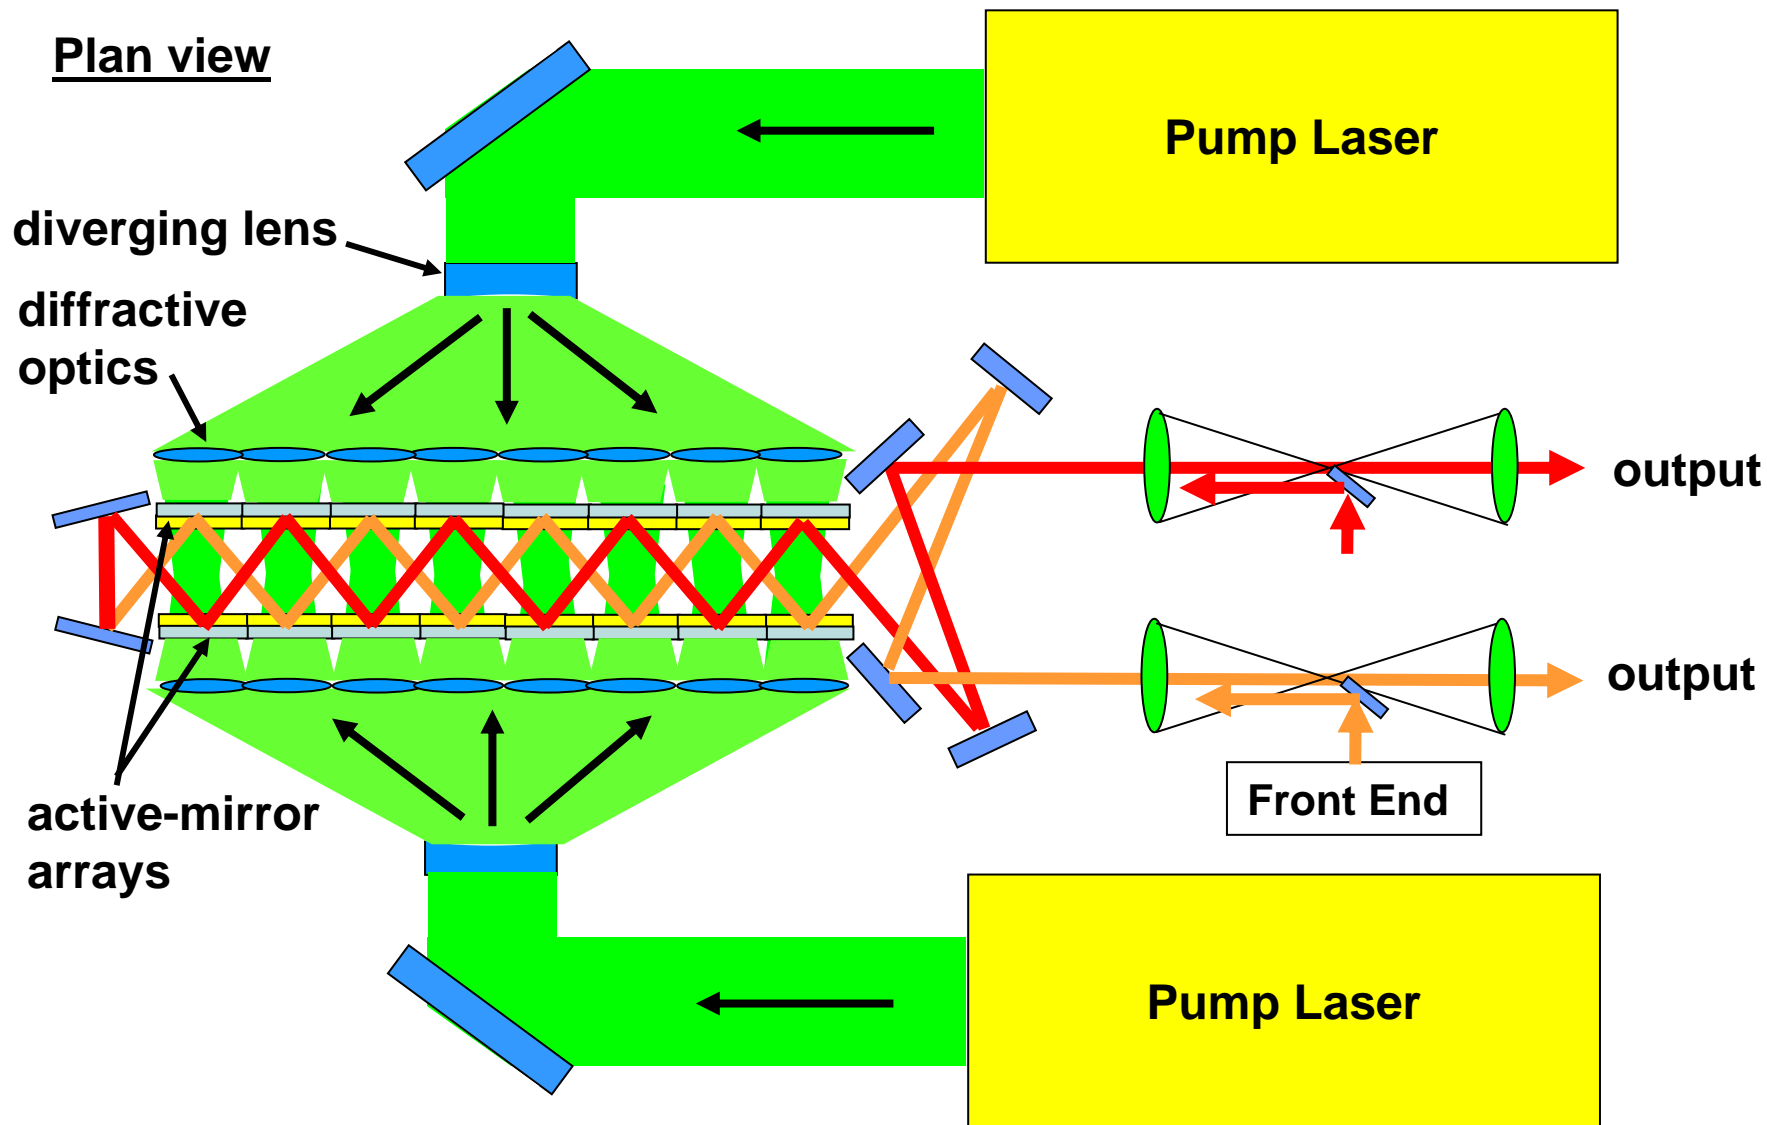 Plan view
Pump Laser
diverging lens
diffractive
optics
output
output
Front End
active-mirror
arrays
Pump Laser